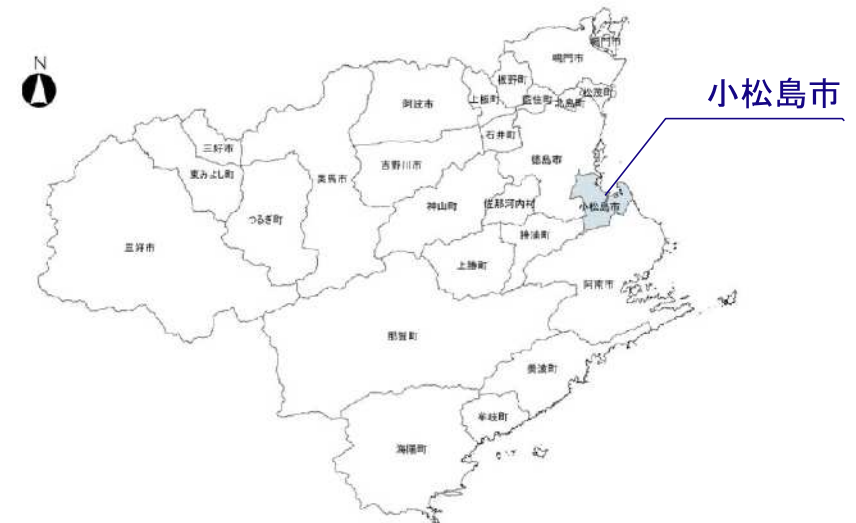 N
小松島市
鳴門市
鳴門市
板野町
松茂町
阿波市
上板町
藍住町
北島町
石井町
三好市
徳島市
吉野川市
東みよし町
美馬市
神山町
佐那河内村
小松島市
つるぎ町
勝浦町
三好市
上勝町
阿南市
那賀町
美波町
牟岐町
海陽町